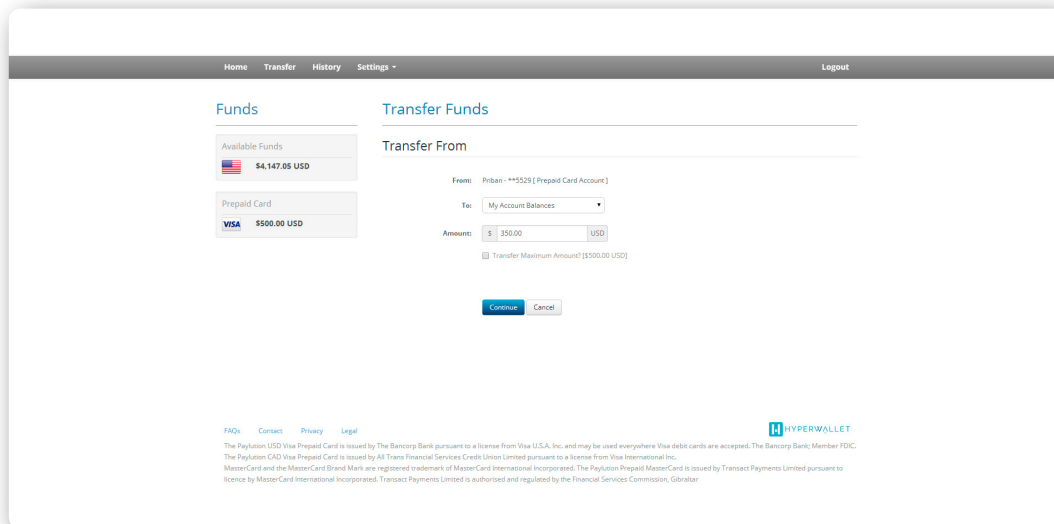 Home Transfer History Settings
Logout
Funds
Available Funds
$4,147.05 USD
Prepaid Card
VISA $500.00 USD
Transfer Funds
Transfer From
From: Priban - **5529 [ Prepaid Card Account ]
To: My Account Balances
Amount: $ 350.00 USD
Transfer Maximum Amount? [$500.00 USD]
Continue Cancel
FAQs Contact Privacy Legal
HYPERWALLET
The Paylution USD Visa Prepaid Card is issued by The Bancorp Bank pursuant to a license from Visa U.S.A. Inc. and may be used everywhere Visa debit cards are accepted. The Bancorp Bank; Member FDIC.
The Paylution CAD Visa Prepaid Card is issued by All Trans Financial Services Credit Union Limited pursuant to a license from Visa International Inc.
MasterCard and the MasterCard Brand Mark are registered trademark of MasterCard International Incorporated. The Paylution Prepaid MasterCard is issued by Transact Payments Limited pursuant to
licence by MasterCard International Incorporated. Transact Payments Limited is authorised and regulated by the Financial Services Commission, Gibraltar